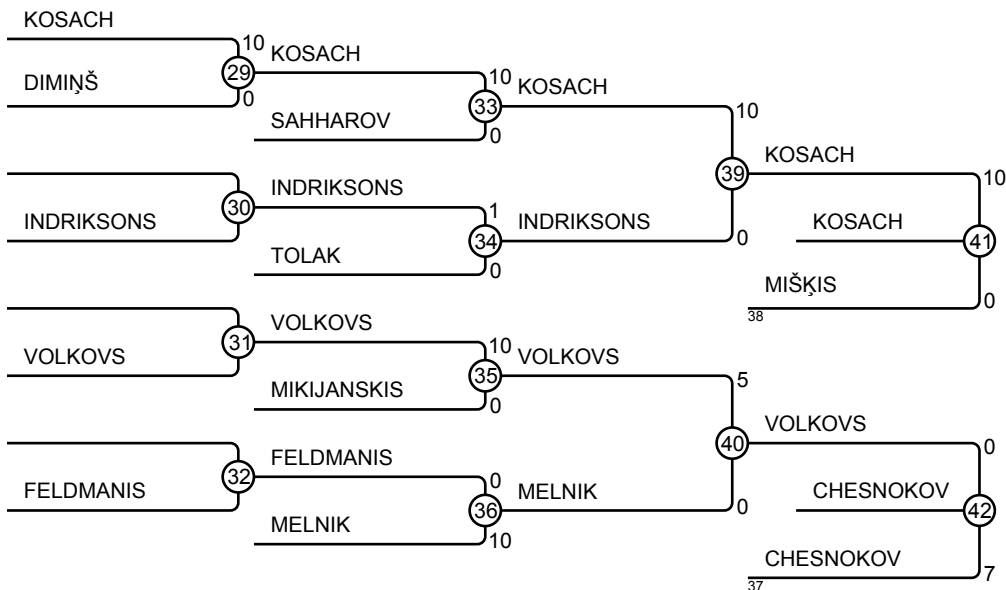 KOSACH
10
KOSACH
29
DIMIŅŠ
0
10
KOSACH
33
SAHHAROV
0
10
KOSACH
39
10
INDRIKSONS
30
INDRIKSONS
1
INDRIKSONS
34
0
KOSACH
41
TOLAK
0
MIŠĶIS
0
38
VOLKOVS
31
VOLKOVS
10
VOLKOVS
35
5
MIKIJANSKIS
0
VOLKOVS
40
0
FELDMANIS
32
FELDMANIS
0
MELNIK
36
0
CHESNOKOV
42
MELNIK
10
CHESNOKOV
7
37